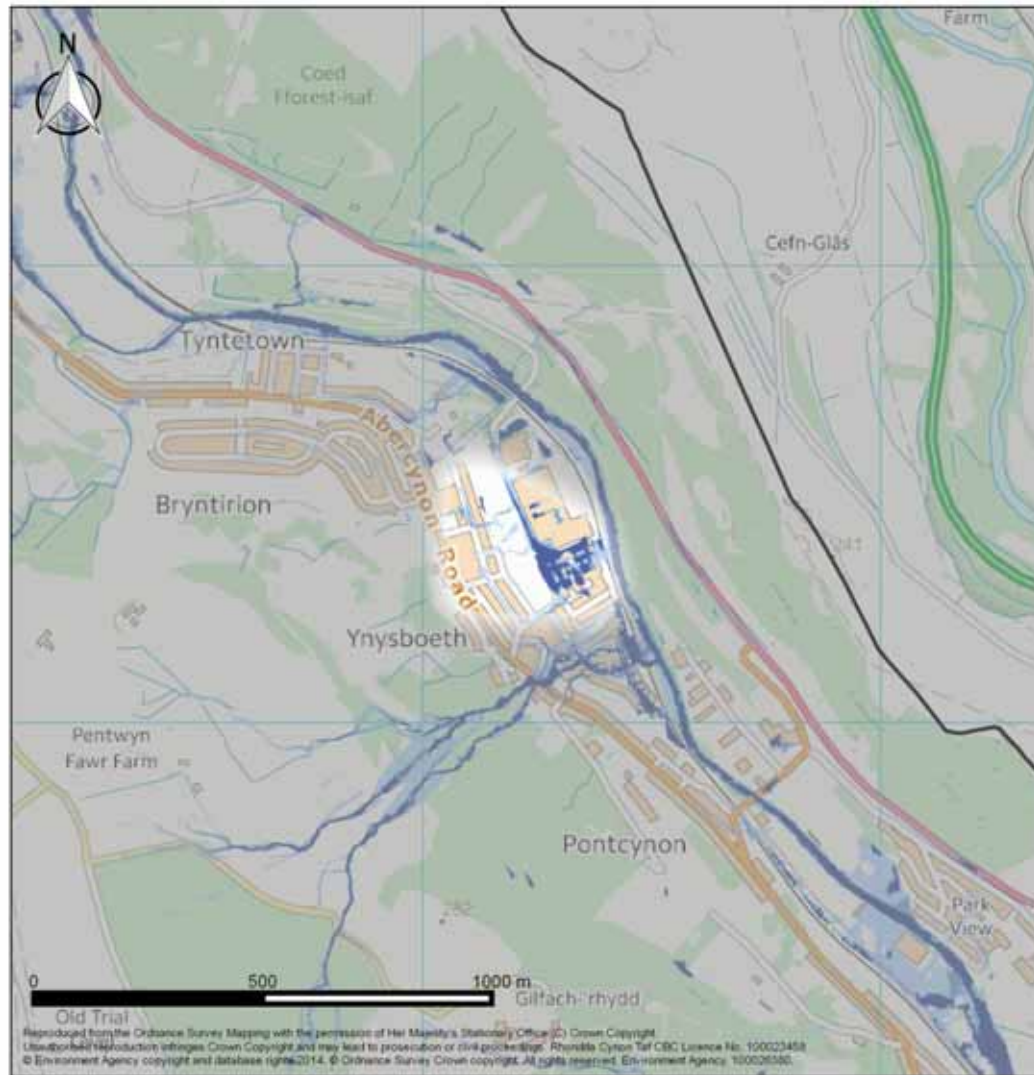 Farm
N
Coed
Fforest-isaf
Cefn-Glâs
Tyntetown
Abercynon Road
Bryntirion
241
Ynysboeth
Pentwyn
Fawr Farm
Pontcynon
282
Park
View
0 500 1000 m
Gilfach-rhydd
Old Trial
Reproduced from the Ordnance Survey Mapping with the permission of Her Majesty's Stationery Office (C) Crown Copyright.
Unauthorised reproduction infringes Crown Copyright and may lead to prosecution or civil proceedings. Rhondda Cynon Taf CBC Licence No. 100023458
© Environment Agency copyright and database rights 2014. © Ordnance Survey Crown copyright. All rights reserved. Environment Agency, 100026380.